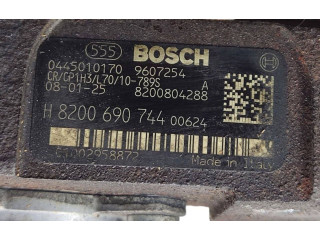 555 BOSCH
0445010170 9607254
CR/CP1H3/L70/10-789S A
08-01-25 8200804288
H 8200 690 744 00624
Made in Italy